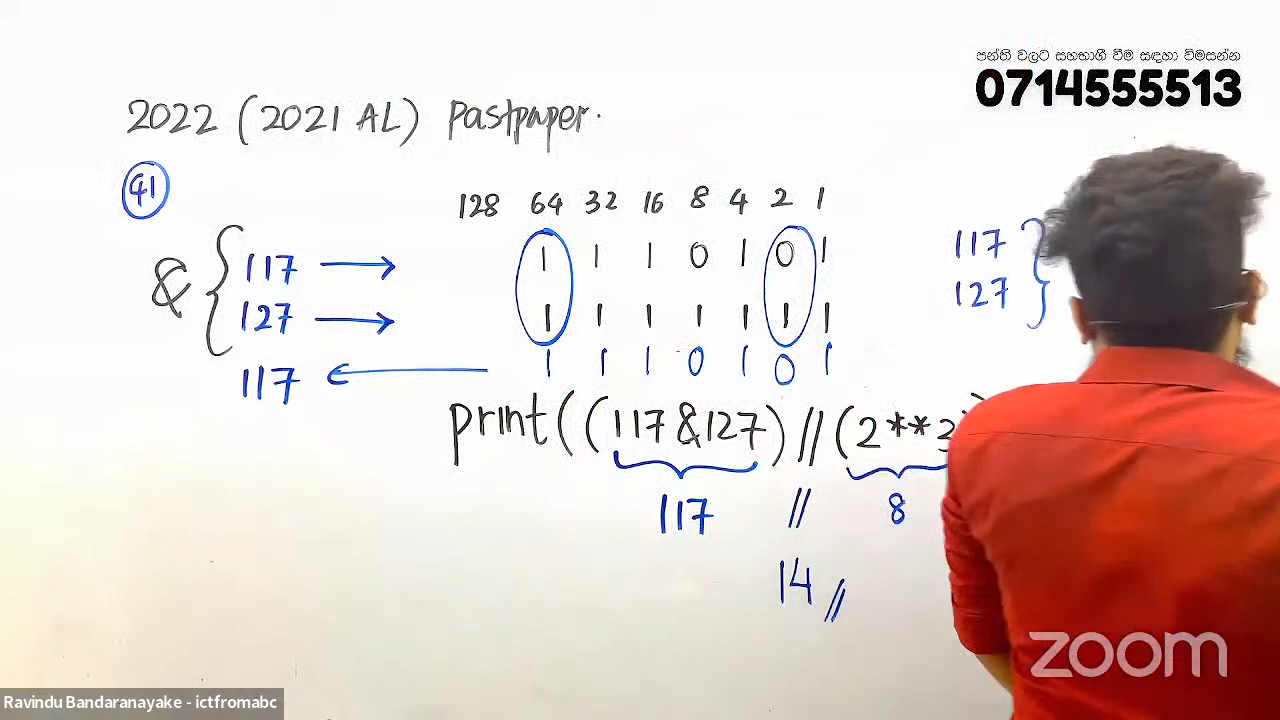 පන්ති වලට සහභාගී වීම සඳහා විමසන්න
0714555513
2022 (2021 AL) Pastpaper.
41
128 64 32 16 8 4 2 1
& { 117 → 1 1 1 0 1 0 1
127 → 1 1 1 1 1 1 1
117 ← 1 1 1 0 1 0 1
117
127 }
print((117&127)//(2**3)
117 // 8
14 //
zoom
Ravindu Bandaranayake - ictfromabc